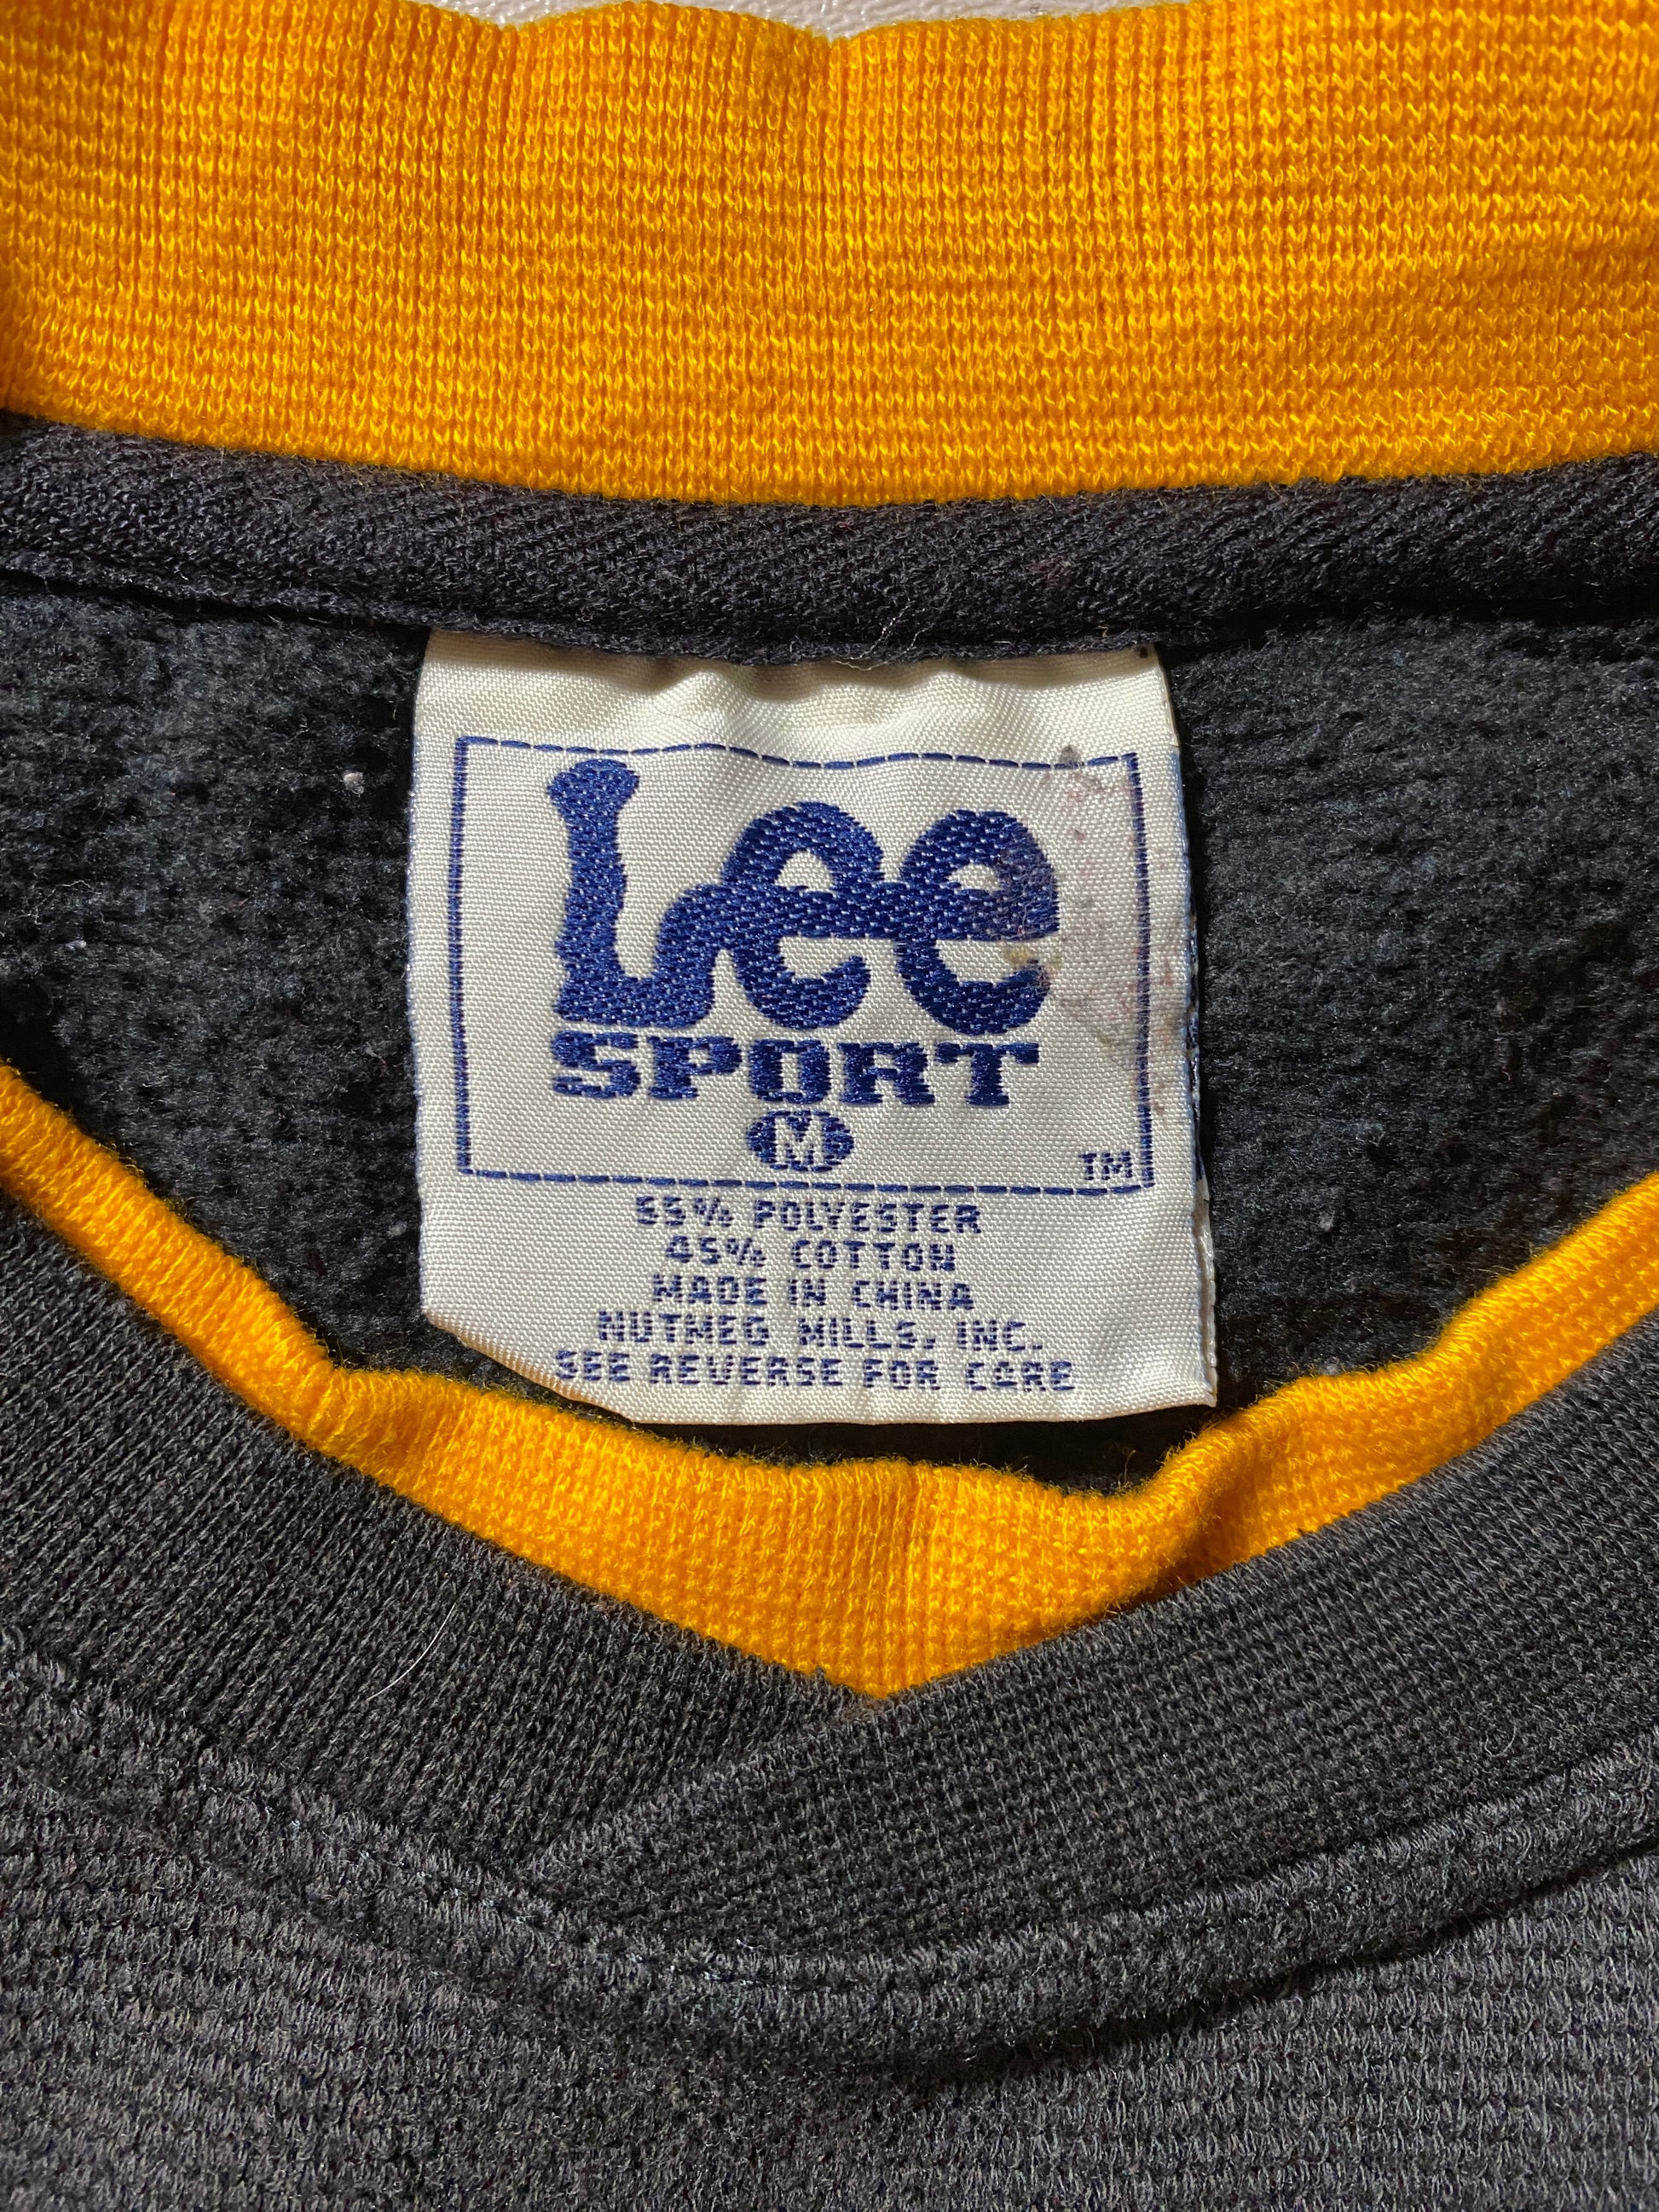 Lee
SPORT
M
TM
55% POLYESTER
45% COTTON
MADE IN CHINA
NUTMEG MILLS, INC.
SEE REVERSE FOR CARE